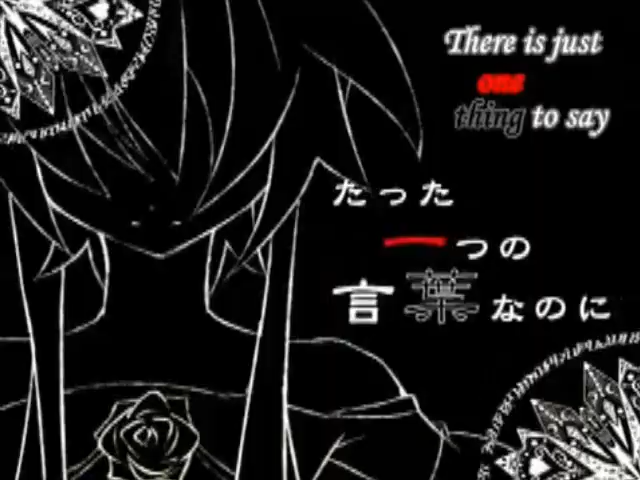 There is just
one
thing to say
たった
一つの
言葉なのに